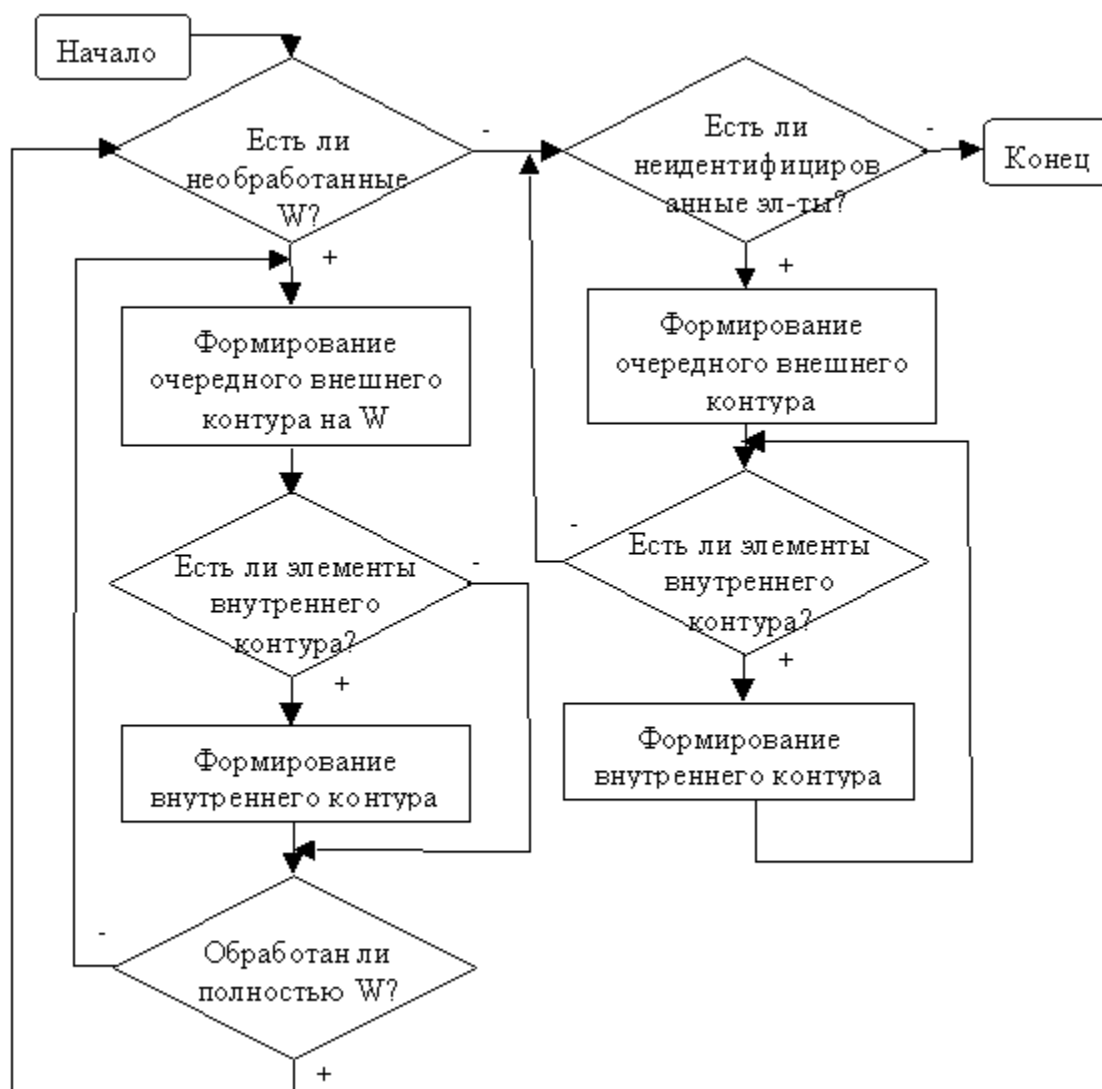 Начало
Есть ли
необработанные
W?
-
+
Формирование
очередного внешнего
контура на W
Есть ли элементы
внутреннего
контура?
-
+
Формирование
внутреннего контура
Обработан ли
полностью W?
-
+
Есть ли
неидентифициров
анные эл-ты?
-
Конец
+
Формирование
очередного внешнего
контура
Есть ли элементы
внутреннего
контура?
-
+
Формирование
внутреннего контура